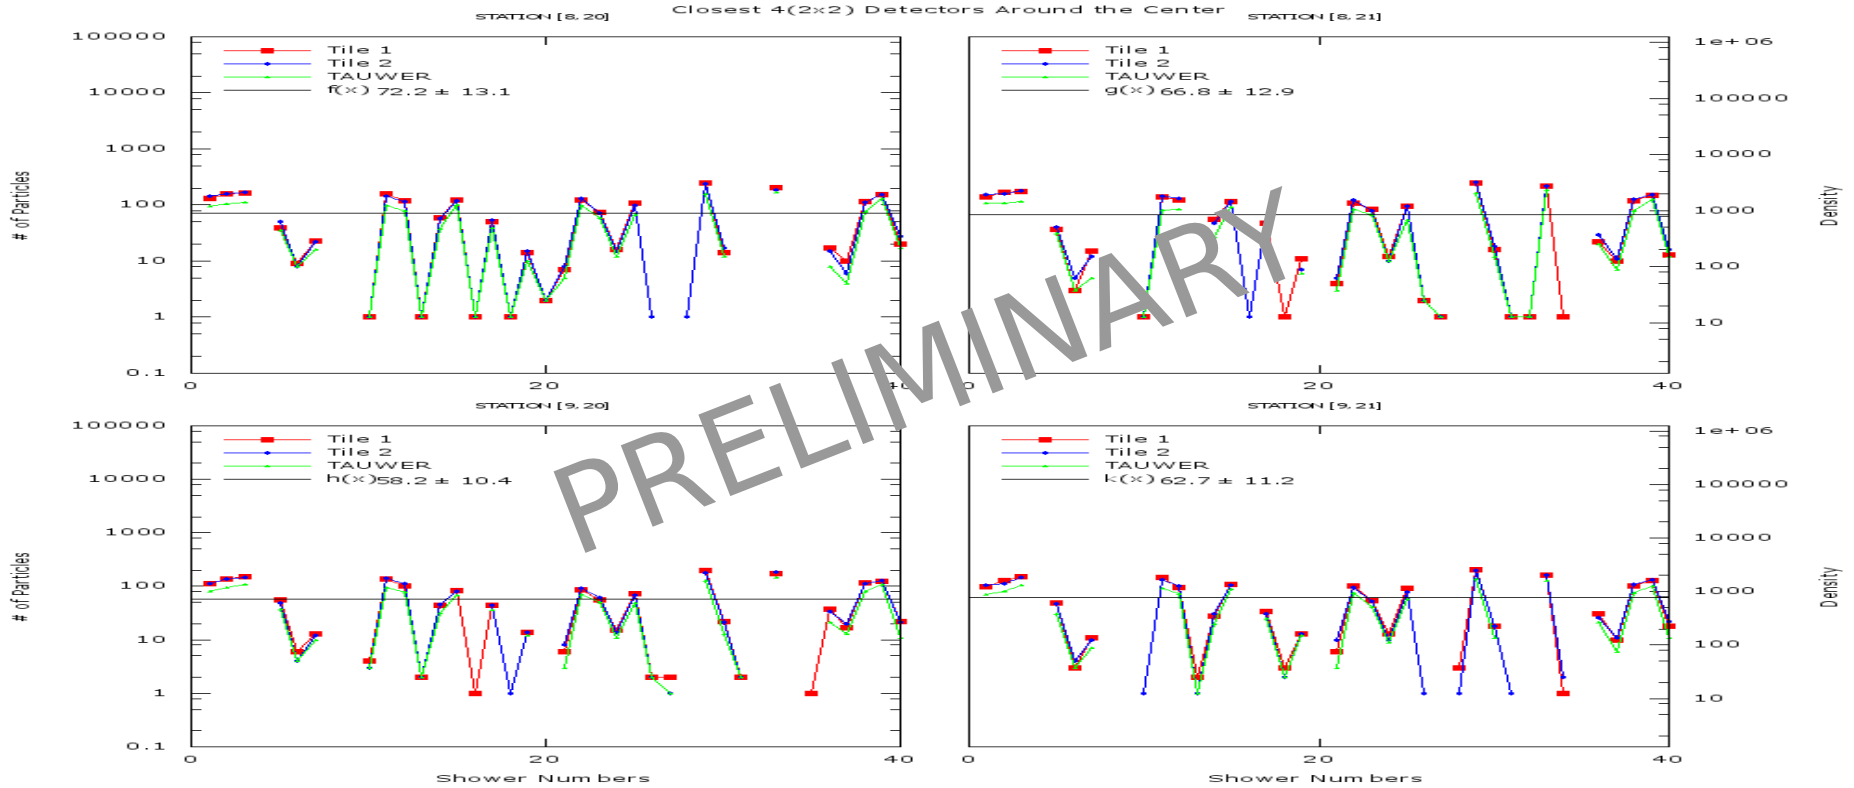 Closest 4(2x2) Detectors Around the Center
STATION [8,20]
STATION [8,21]
100000
10000
1000
100
10
1
0.1
# of Particles
Tile 1
Tile 2
TAUWER
f(x) 72.2 ± 13.1
0
20
40
Tile 1
Tile 2
TAUWER
g(x) 66.8 ± 12.9
1e+06
100000
10000
1000
100
10
Density
0
20
40
PRELIMINARY
STATION [9,20]
STATION [9,21]
100000
10000
1000
100
10
1
0.1
# of Particles
Tile 1
Tile 2
TAUWER
h(x) 58.2 ± 10.4
0
20
40
Shower Numbers
Tile 1
Tile 2
TAUWER
k(x) 62.7 ± 11.2
1e+06
100000
10000
1000
100
10
Density
0
20
40
Shower Numbers